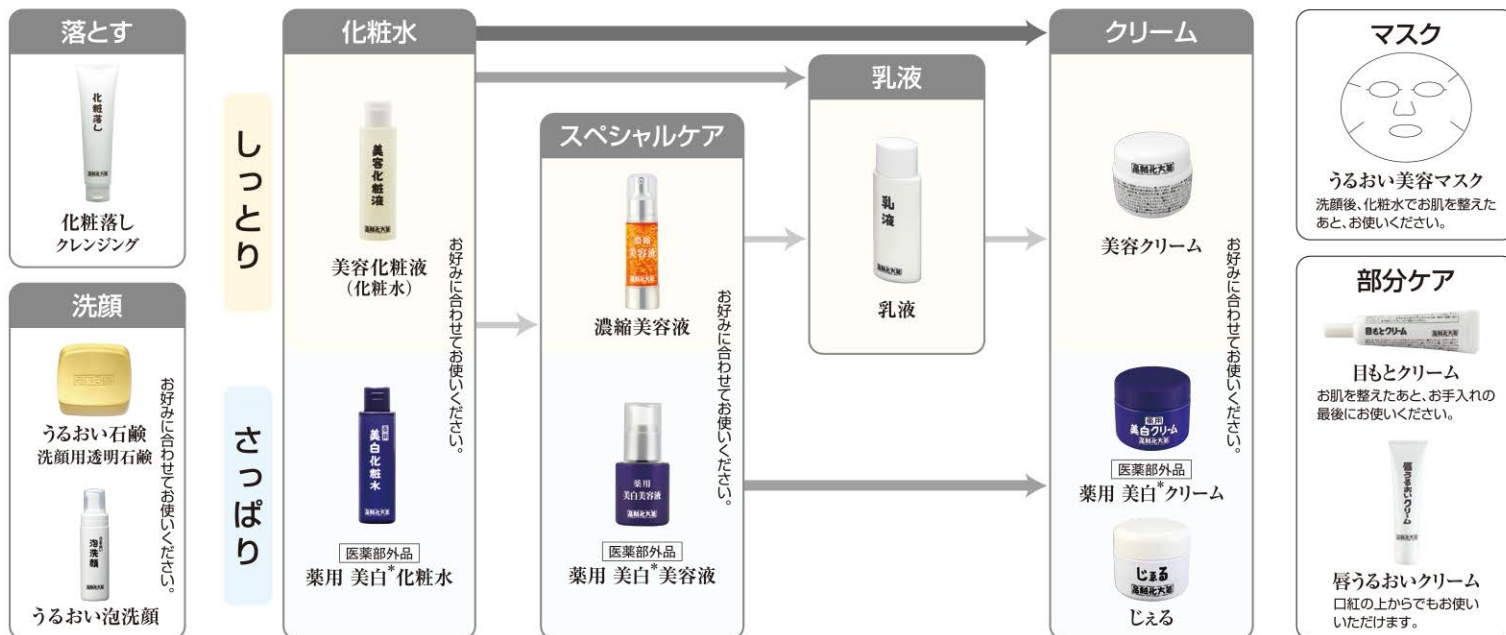 落とす
化粧落し
化粧落し
クレンジング
洗顔
うるおい石鹸
洗顔用透明石鹸
うるおい
泡洗顔
うるおい泡洗顔
お好みに合わせてお使いください。
しっとり
さっぱり
化粧水
美容化粧液
美容化粧液
(化粧水)
薬用
美白化粧水
医薬部外品
薬用 美白*化粧水
お好みに合わせてお使いください。
スペシャルケア
濃縮
美容液
濃縮美容液
薬用
美白美容液
医薬部外品
薬用 美白*美容液
お好みに合わせてお使いください。
乳液
乳液
乳液
クリーム
美容クリーム
薬用
美白クリーム
医薬部外品
薬用 美白*クリーム
じぇる
じぇる
お好みに合わせてお使いください。
マスク
うるおい美容マスク
洗顔後、化粧水でお肌を整えた
あと、お使いください。
部分ケア
目もとクリーム
目もとクリーム
お肌を整えたあと、お手入れの
最後にお使いください。
唇うるおいクリーム
唇うるおいクリーム
口紅の上からでもお使い
いただけます。